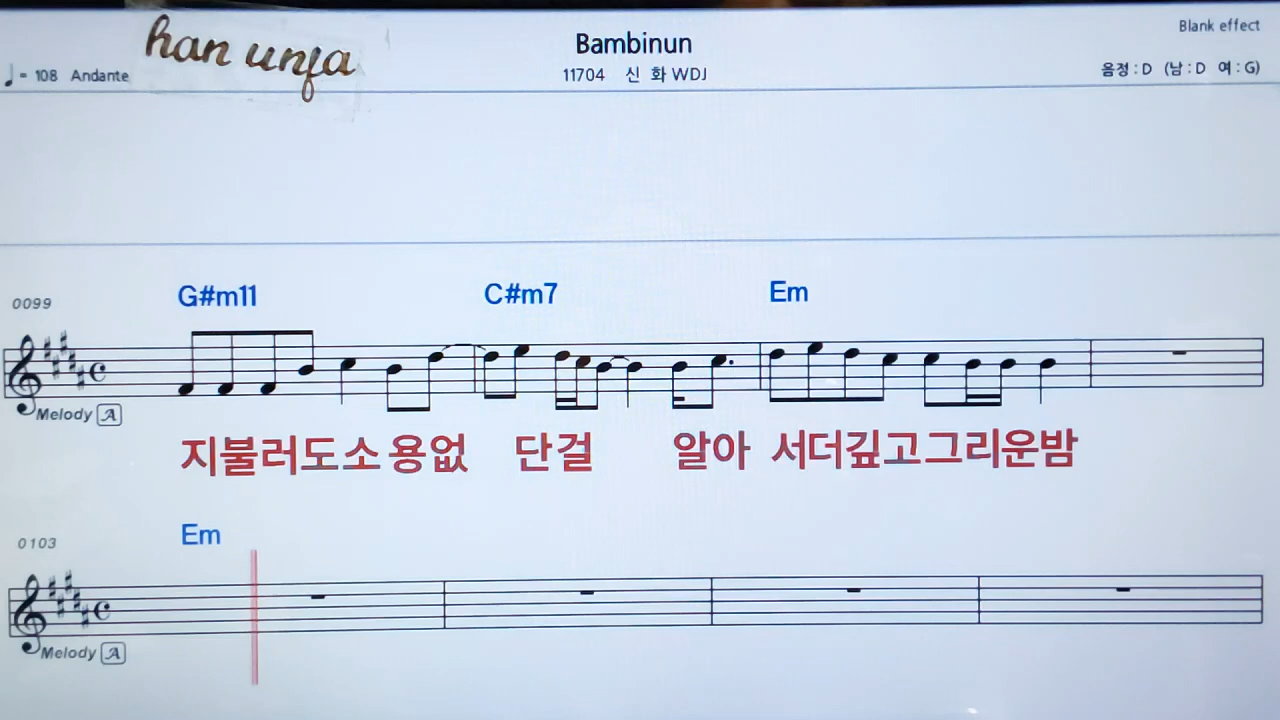 han unja
Bambinun
Blank effect
♩= 108 Andante
11704 신 화 WDJ
음정 : D (남 : D 여 : G)
0099
G#m11 C#m7 Em
Melody A
지불러도소용없 단걸 알아 서더깊고그리운밤
0103
Em
Melody A